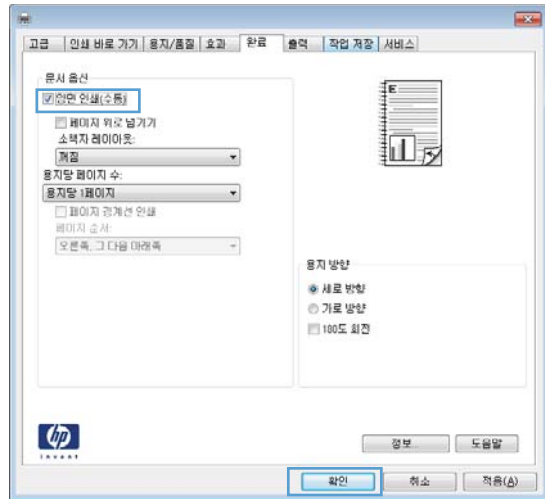 고급 인쇄 바로 가기 용지/품질 효과 완료 출력 작업 저장 서비스
문서 옵션
양면 인쇄(수동)
페이지 위로 넘기기
소책자 레이아웃:
꺼짐
용지당 페이지 수:
용지당 1페이지
페이지 경계선 인쇄
페이지 순서:
오른쪽, 그 다음 아래쪽
E
용지 방향
세로 방향
가로 방향
180도 회전
hp
invent
정보...
도움말
확인
취소
적용(A)